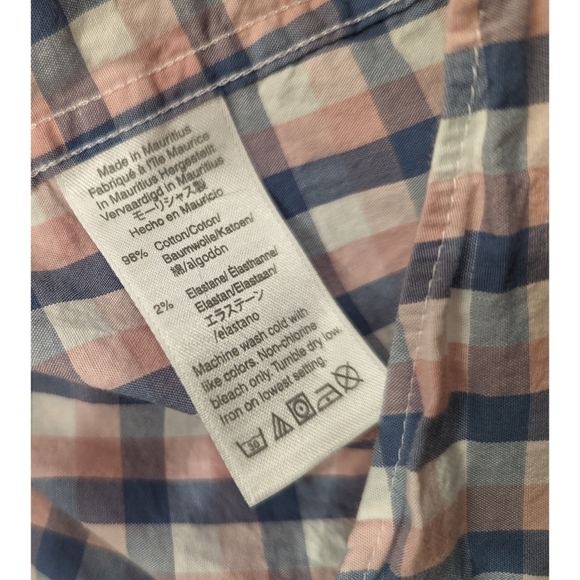 Made in Mauritius
Fabriqué à l'île Maurice
In Mauritius Hergestellt
Vervaardigd in Mauritius
モーリシャス製
Hecho en Mauricio
98% Cotton/Coton/
Baumwolle/Katoen/
綿/algodón
2% Elastane/ Élasthanne/
Elastan/Elastaan/
エラステーン/
/elastano
Machine wash cold with
like colors. Non-chlorine
bleach only. Tumble dry low.
Iron on lowest setting.
30